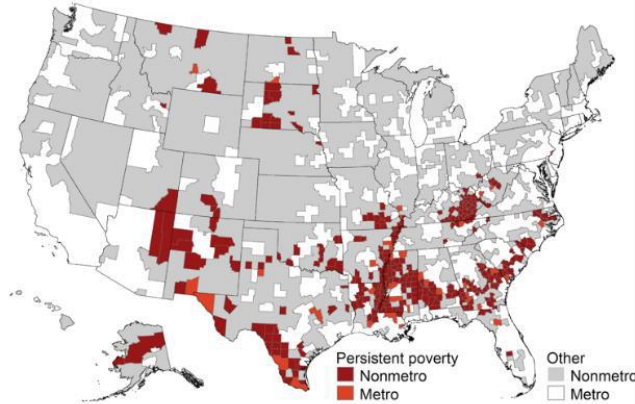 Persistent poverty
Nonmetro
Metro
Other
Nonmetro
Metro